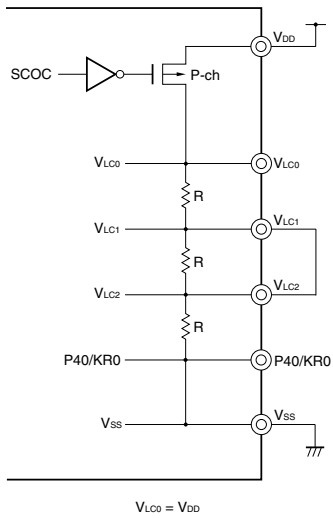 VDD
SCOC
P-ch
VLC0 VLC0
R
VLC1 VLC1
R
VLC2 VLC2
R
P40/KR0 P40/KR0
VSS VSS
VLC0 = VDD